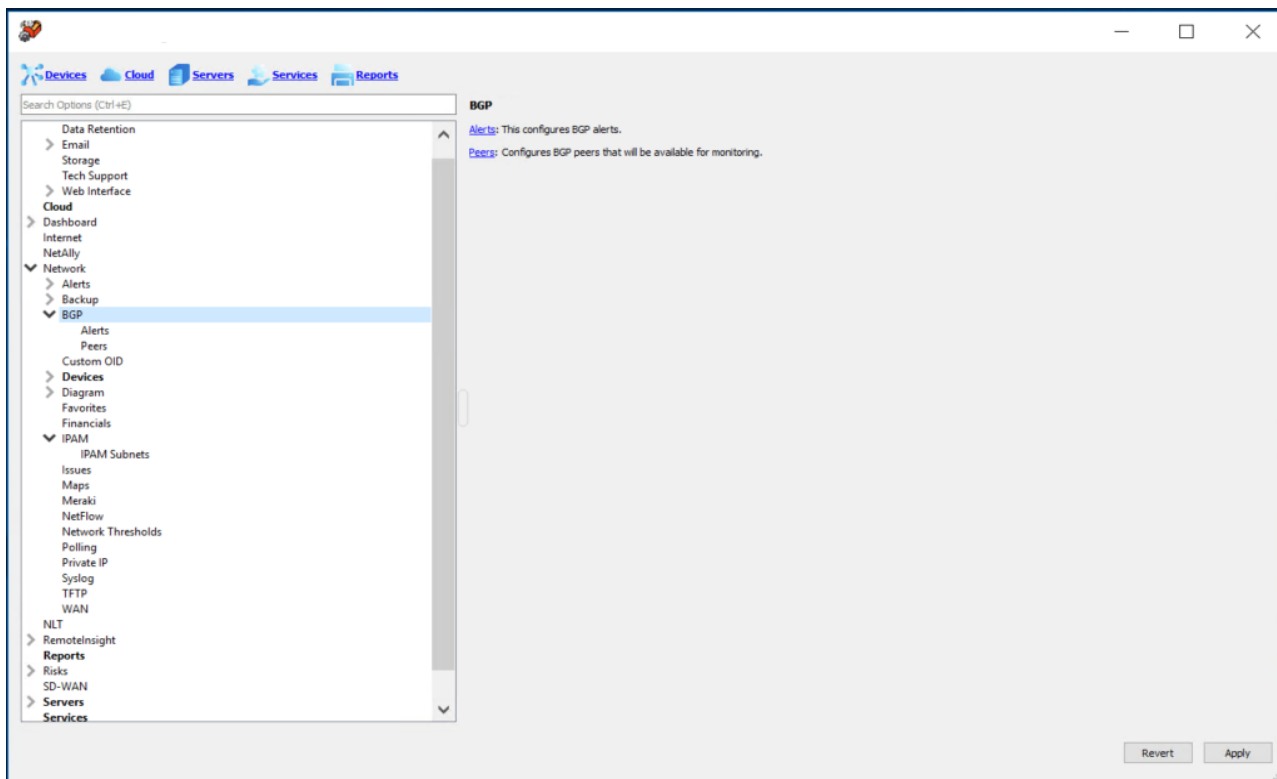 Devices Cloud Servers Services Reports
Search Options (Ctrl+E)
Data Retention
Email
Storage
Tech Support
Web Interface
Cloud
Dashboard
Internet
NetAlly
Network
Alerts
Backup
BGP
Alerts
Peers
Custom OID
Devices
Diagram
Favorites
Financials
IPAM
IPAM Subnets
Issues
Maps
Meraki
NetFlow
Network Thresholds
Polling
Private IP
Syslog
TFTP
WAN
NLT
RemoteInsight
Reports
Risks
SD-WAN
Servers
Services
BGP
Alerts: This configures BGP alerts.
Peers: Configures BGP peers that will be available for monitoring.
Revert Apply